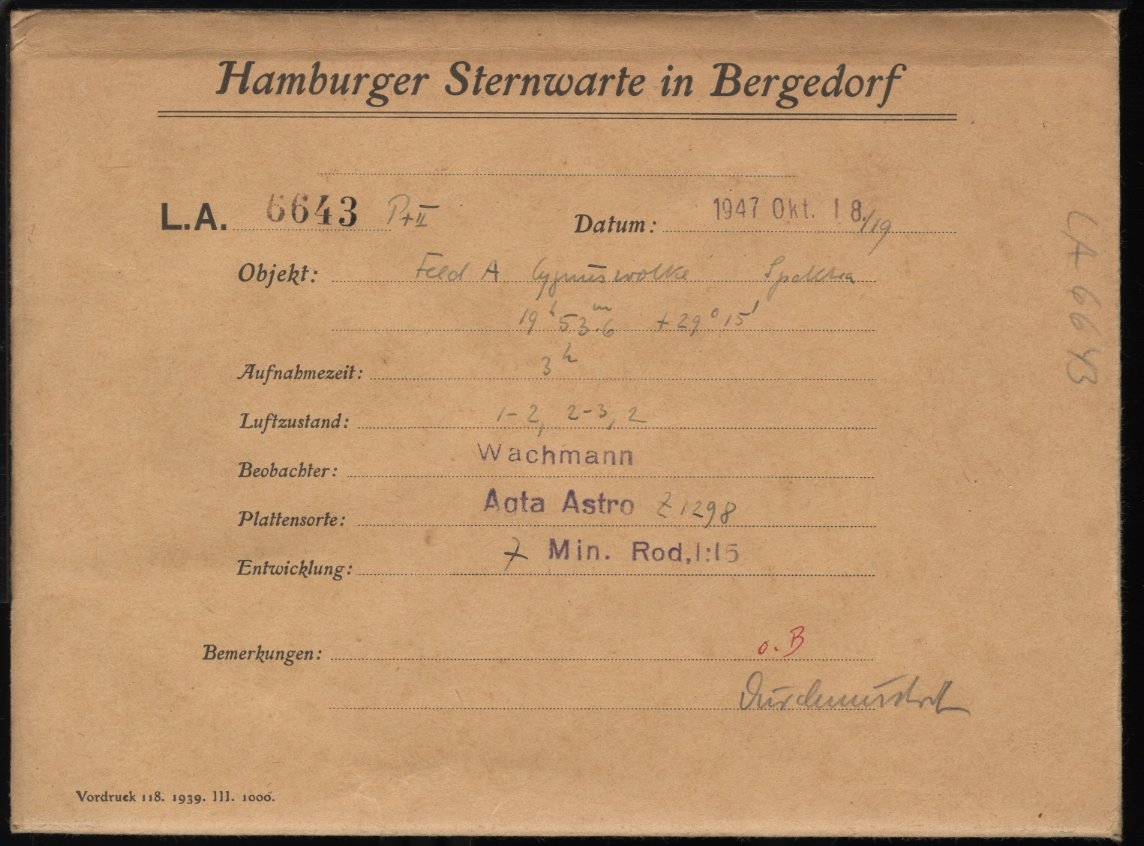 Hamburger Sternwarte in Bergedorf
L.A. 6643 P+II Datum: 1947 Okt. 18./19
Objekt: Feld A Cygnuswolke Spektra
19h 53.m6 +29° 15'
Aufnahmezeit: 3h
Luftzustand: 1-2, 2-3, 2
Beobachter: Wachmann
Plattensorte: Agfa Astro Z 1298
Entwicklung: 7 Min. Rod, 1:15
Bemerkungen: o. B
Durchmustert
Vordruck 118. 1939. III. 1000.
LA 6643